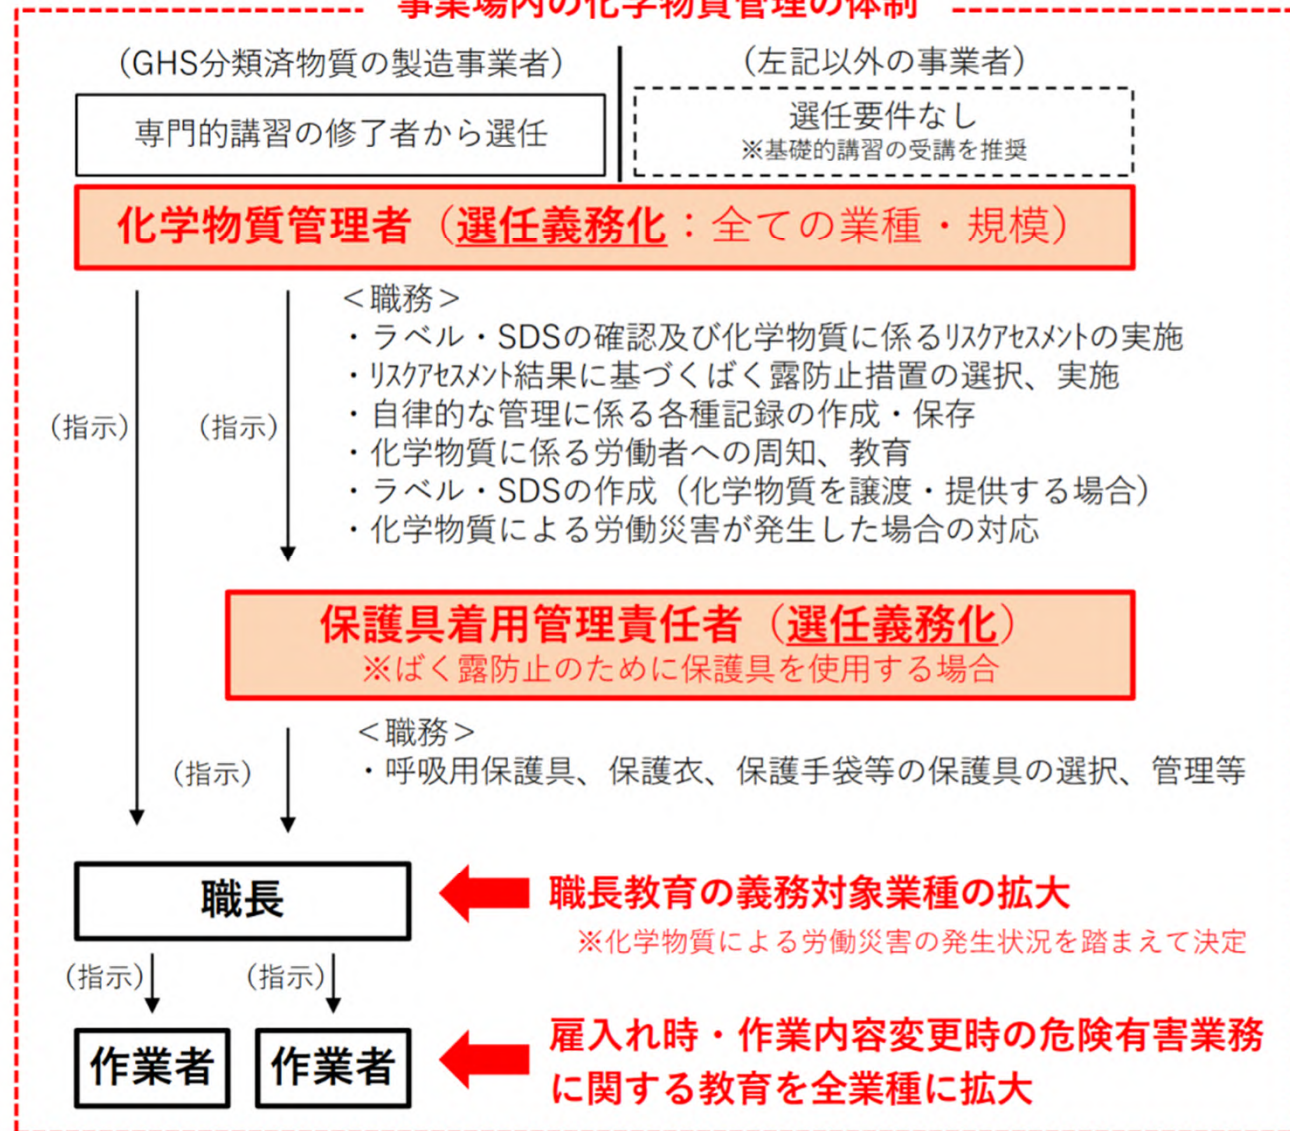 事業場内の化学物質管理の体制
（GHS分類済物質の製造事業者）
（左記以外の事業者）
専門的講習の修了者から選任
選任要件なし
※基礎的講習の受講を推奨
化学物質管理者（選任義務化：全ての業種・規模）
＜職務＞
・ラベル・SDSの確認及び化学物質に係るﾘｽｸｱｾｽﾒﾝﾄの実施
・ﾘｽｸｱｾｽﾒﾝﾄ結果に基づくばく露防止措置の選択、実施
・自律的な管理に係る各種記録の作成・保存
・化学物質に係る労働者への周知、教育
・ラベル・SDSの作成（化学物質を譲渡・提供する場合）
・化学物質による労働災害が発生した場合の対応
（指示）
（指示）
保護具着用管理責任者（選任義務化）
※ばく露防止のために保護具を使用する場合
＜職務＞
・呼吸用保護具、保護衣、保護手袋等の保護具の選択、管理等
（指示）
職長
職長教育の義務対象業種の拡大
※化学物質による労働災害の発生状況を踏まえて決定
（指示）
（指示）
作業者
作業者
雇入れ時・作業内容変更時の危険有害業務
に関する教育を全業種に拡大